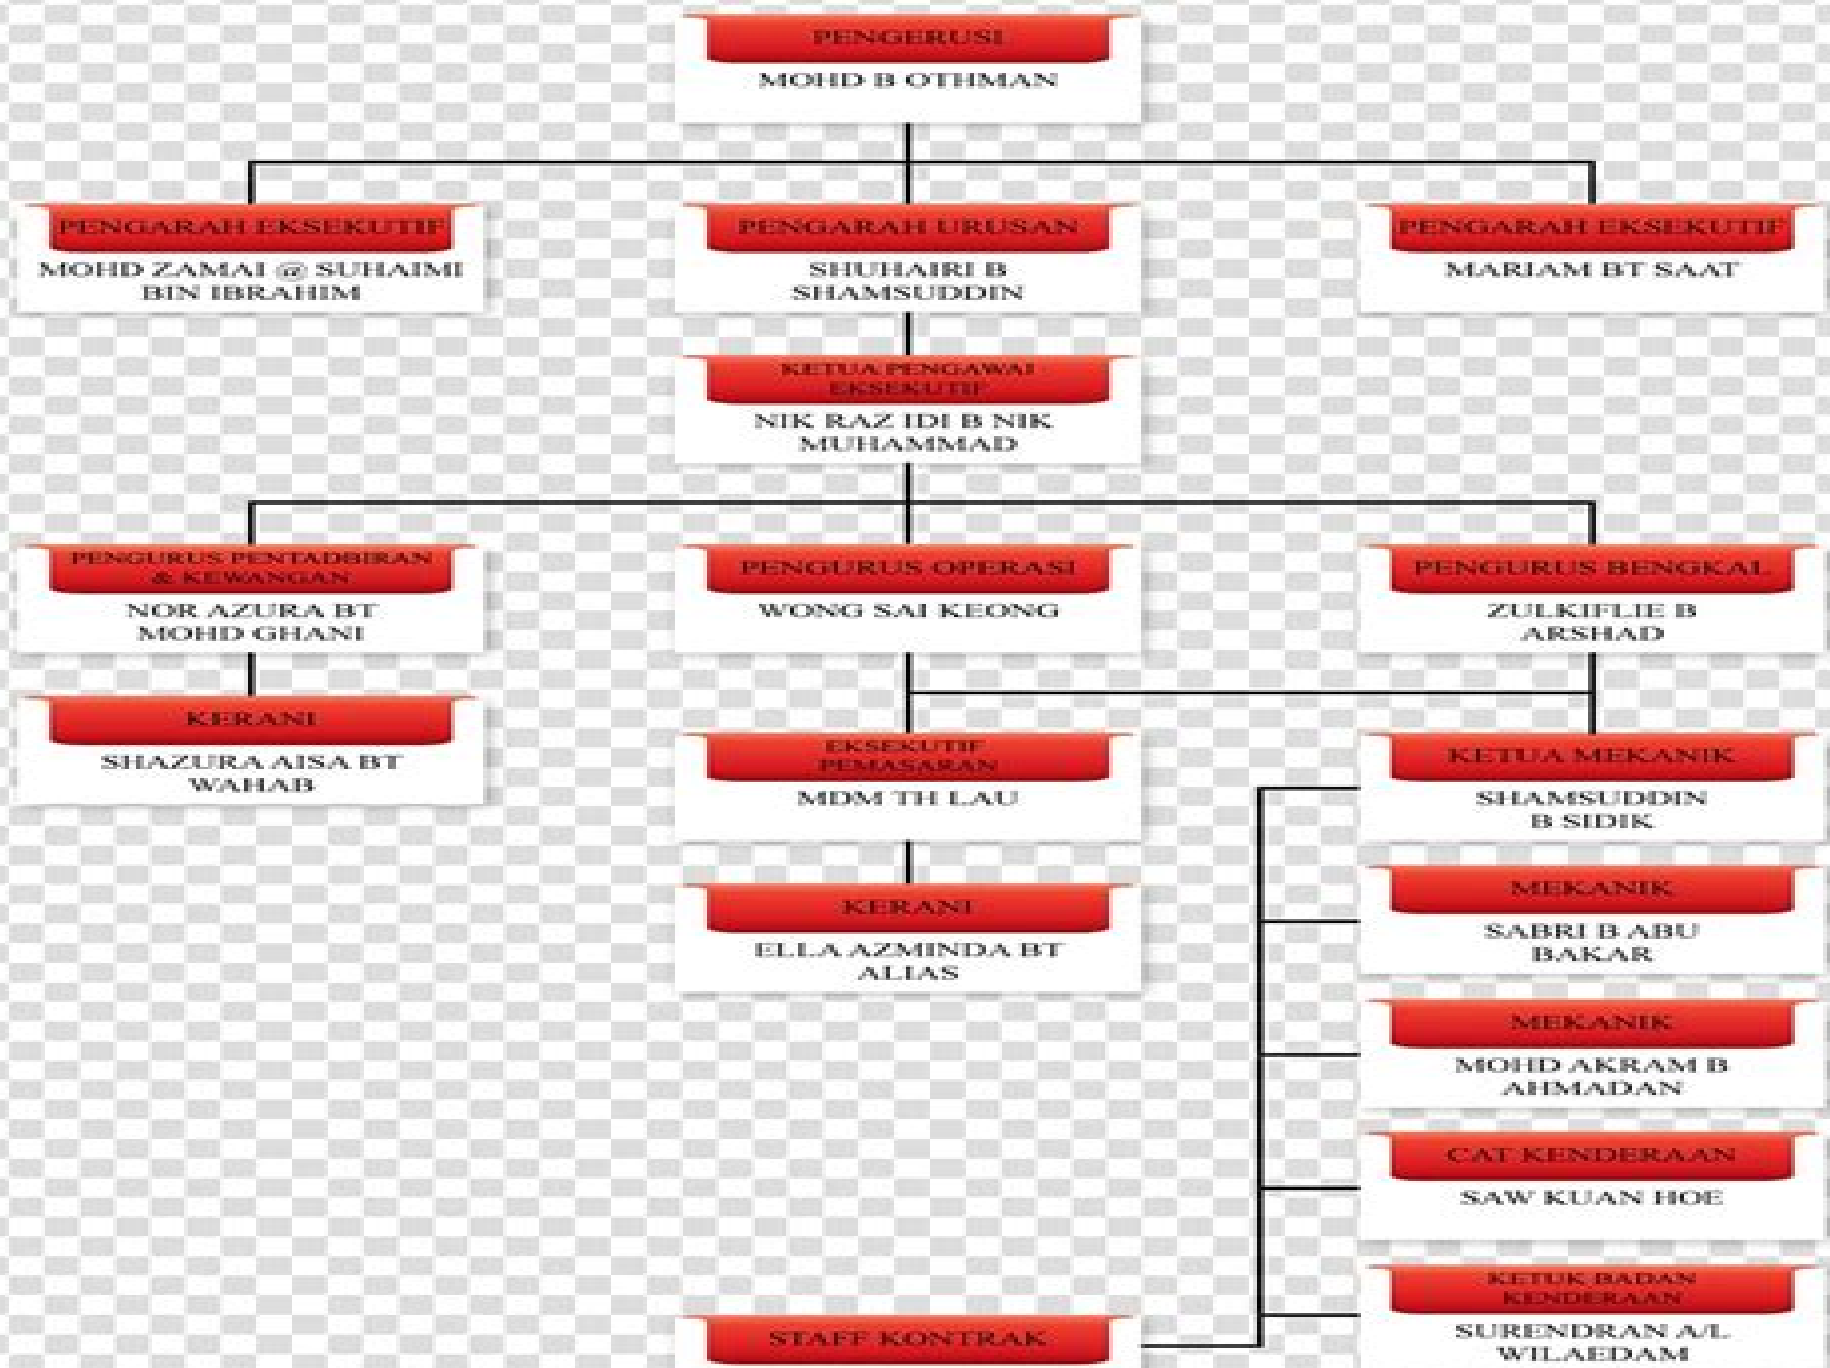 PENGERUSI
MOHD B OTHMAN
PENGARAH EKSEKUTIF
MOHD ZAMAI @ SUHAIMI
BIN IBRAHIM
PENGARAH URUSAN
SHUHAIRI B
SHAMSUDDIN
PENGARAH EKSEKUTIF
MARIAM BT SAAT
KETUA PENGAWAI
EKSEKUTIF
NIK RAZ IDI B NIK
MUHAMMAD
PENGURUS PENTADBIRAN
& KEWANGAN
NOR AZURA BT
MOHD GHANI
PENGURUS OPERASI
WONG SAI KEONG
PENGURUS BENGKAL
ZULKIFLIE B
ARSHAD
KERANI
SHAZURA AISA BT
WAHAB
EKSEKUTIF
PEMASARAN
MDM TH LAU
KETUA MEKANIK
SHAMSUDDIN
B SIDIK
KERANI
ELLA AZMINDA BT
ALIAS
MEKANIK
SABRI B ABU
BAKAR
MEKANIK
MOHD AKRAM B
AHMADAN
CAT KENDERAAN
SAW KUAN HOE
KETUK BADAN
KENDERAAN
SURENDRAN A/L
WILAEDAM
STAFF KONTRAK